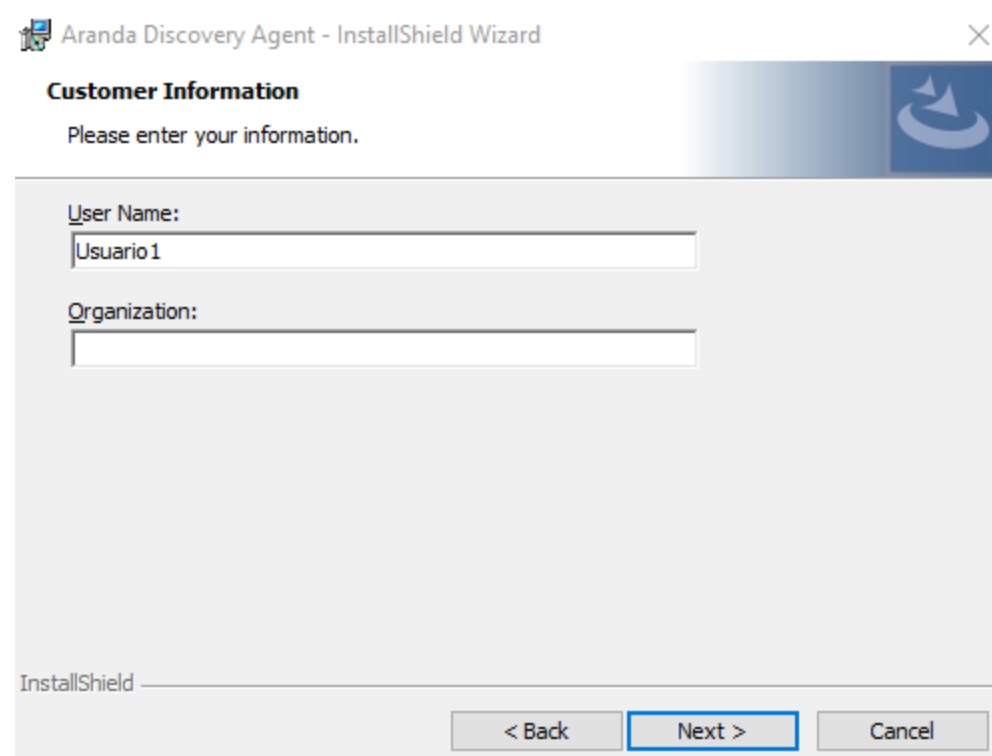 Aranda Discovery Agent - InstallShield Wizard
Customer Information
Please enter your information.
User Name:
Usuario1
Organization:
InstallShield
< Back
Next >
Cancel